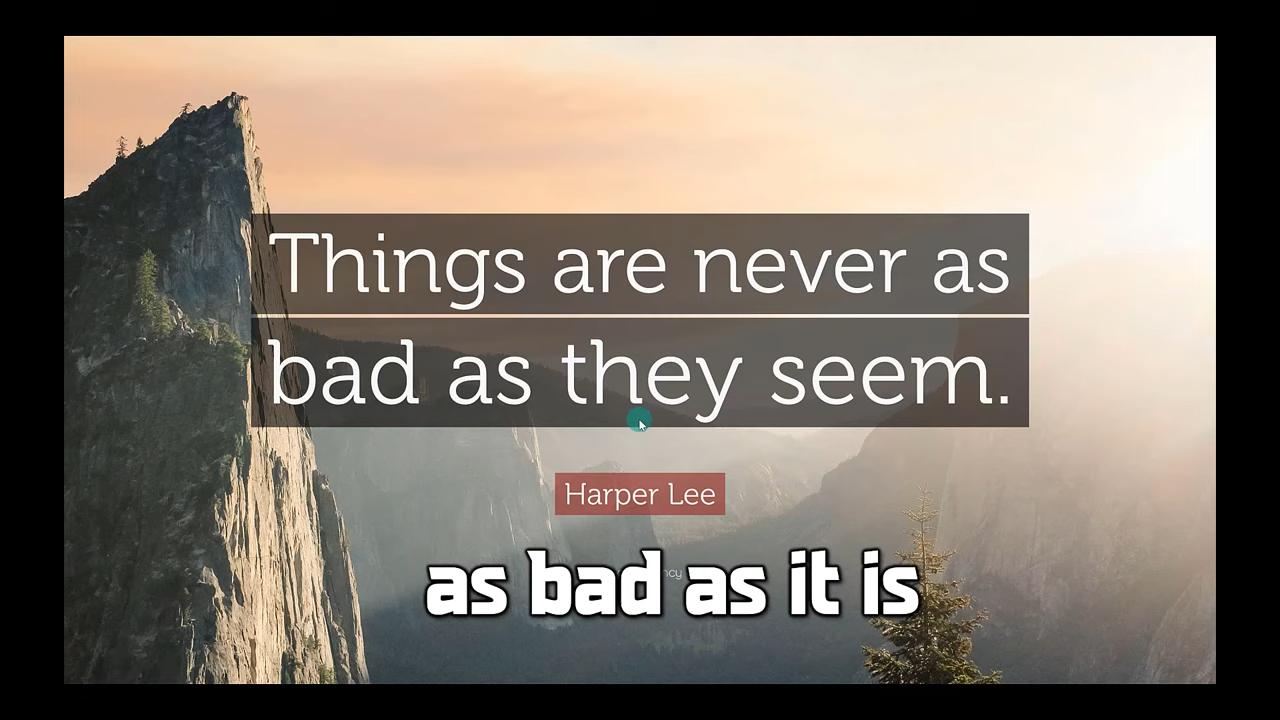 Things are never as
bad as they seem.
Harper Lee
as bad as it is